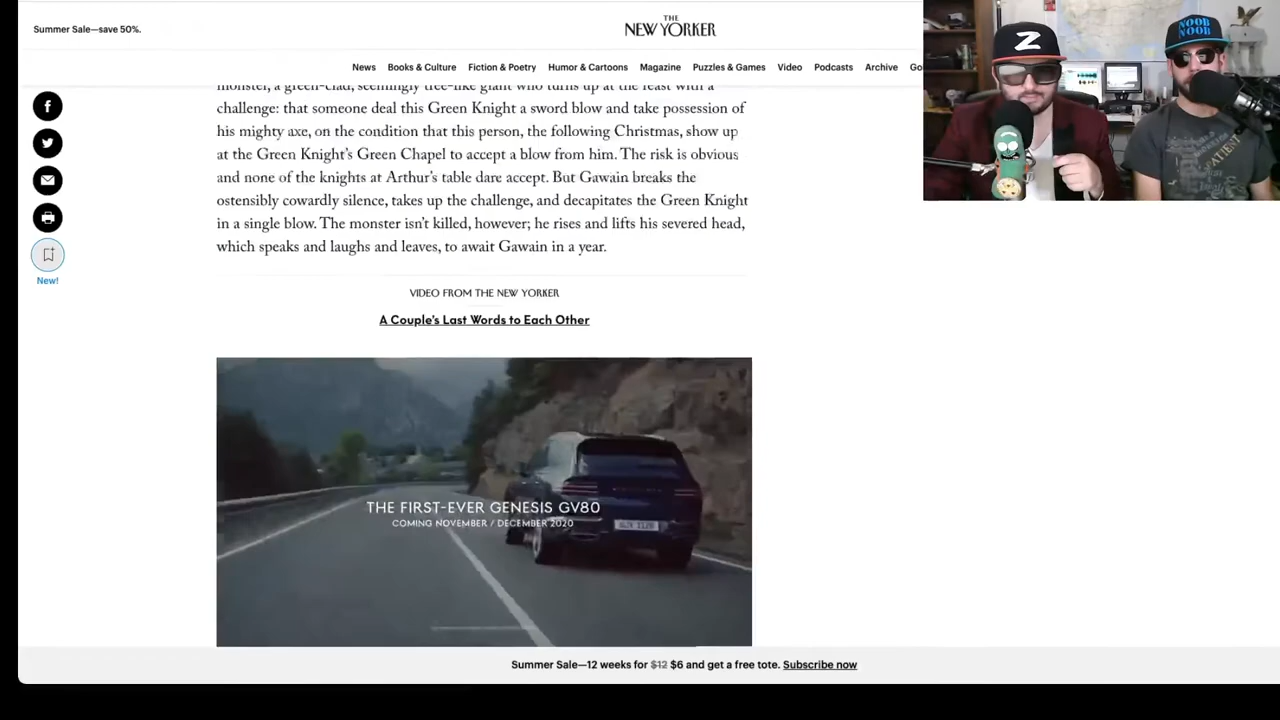 Summer Sale—save 50%.
THE
NEW YORKER
News Books & Culture Fiction & Poetry Humor & Cartoons Magazine Puzzles & Games Video Podcasts Archive Go
monster, a green-clad, seemingly tree-like giant who turns up at the feast with a
challenge: that someone deal this Green Knight a sword blow and take possession of
his mighty axe, on the condition that this person, the following Christmas, show up
at the Green Knight's Green Chapel to accept a blow from him. The risk is obvious
and none of the knights at Arthur's table dare accept. But Gawain breaks the
ostensibly cowardly silence, takes up the challenge, and decapitates the Green Knight
in a single blow. The monster isn't killed, however; he rises and lifts his severed head,
which speaks and laughs and leaves, to await Gawain in a year.
New!
VIDEO FROM THE NEW YORKER
A Couple's Last Words to Each Other
THE FIRST-EVER GENESIS GV80
COMING NOVEMBER / DECEMBER 2020
Summer Sale—12 weeks for $12 $6 and get a free tote. Subscribe now
Z
NOOB
NOOB
PATIENT